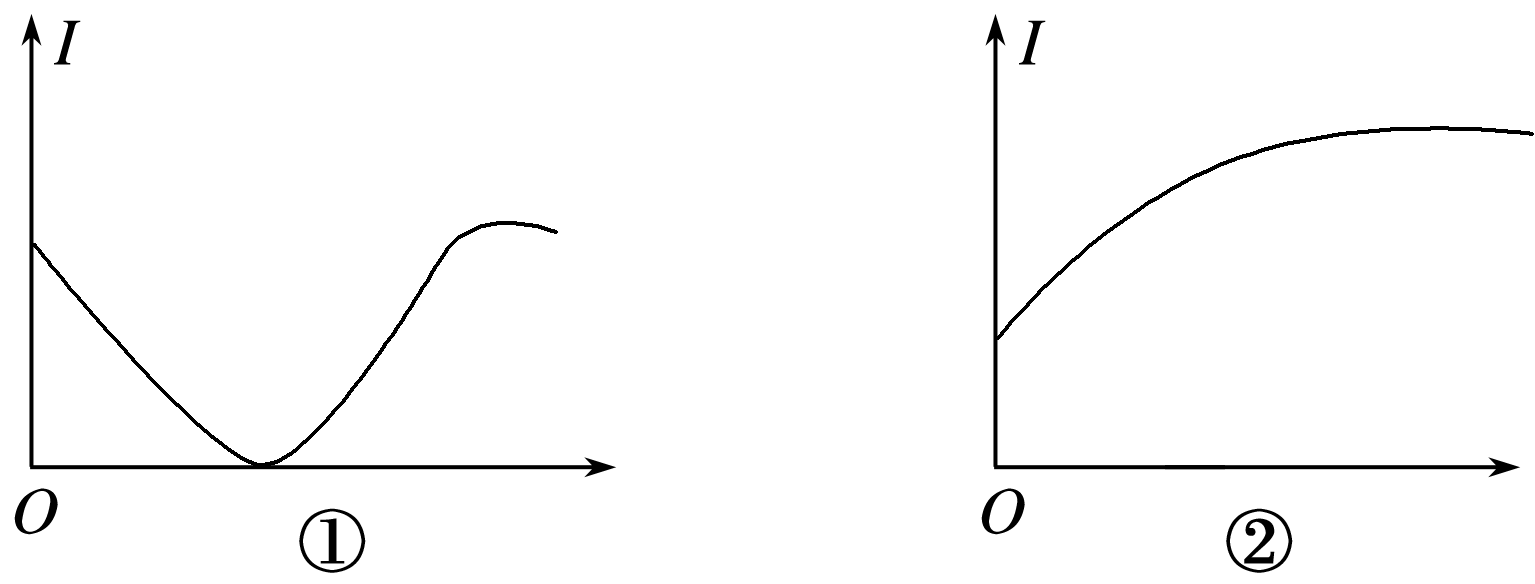 I I
O ① O ②